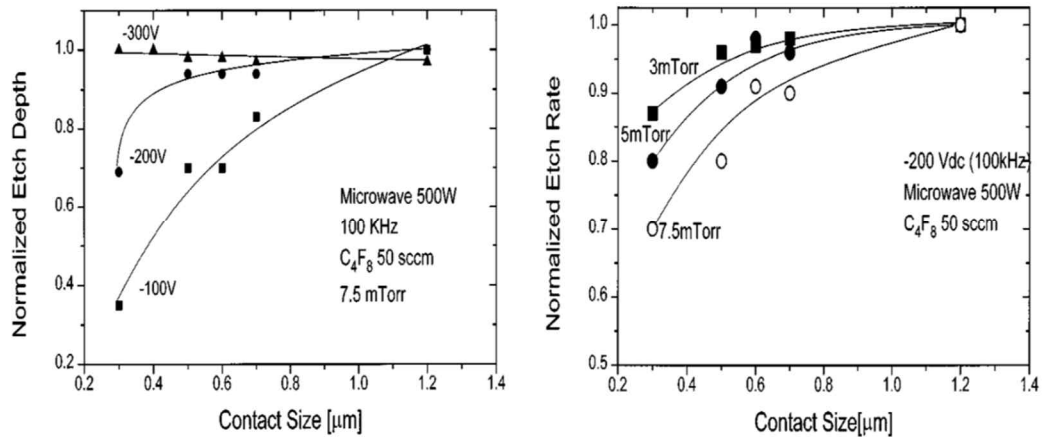 Normalized Etch Depth
1.0
0.8
0.6
0.4
0.2
-300V
-200V
-100V
Microwave 500W
100 KHz
C₄F₈ 50 sccm
7.5 mTorr
0.2 0.4 0.6 0.8 1.0 1.2 1.4
Contact Size [μm]
Normalized Etch Rate
1.0
0.9
0.8
0.7
0.6
0.5
3mTorr
5mTorr
7.5mTorr
-200 Vdc (100kHz)
Microwave 500W
C₄F₈ 50 sccm
0.2 0.4 0.6 0.8 1.0 1.2 1.4
Contact Size[μm]